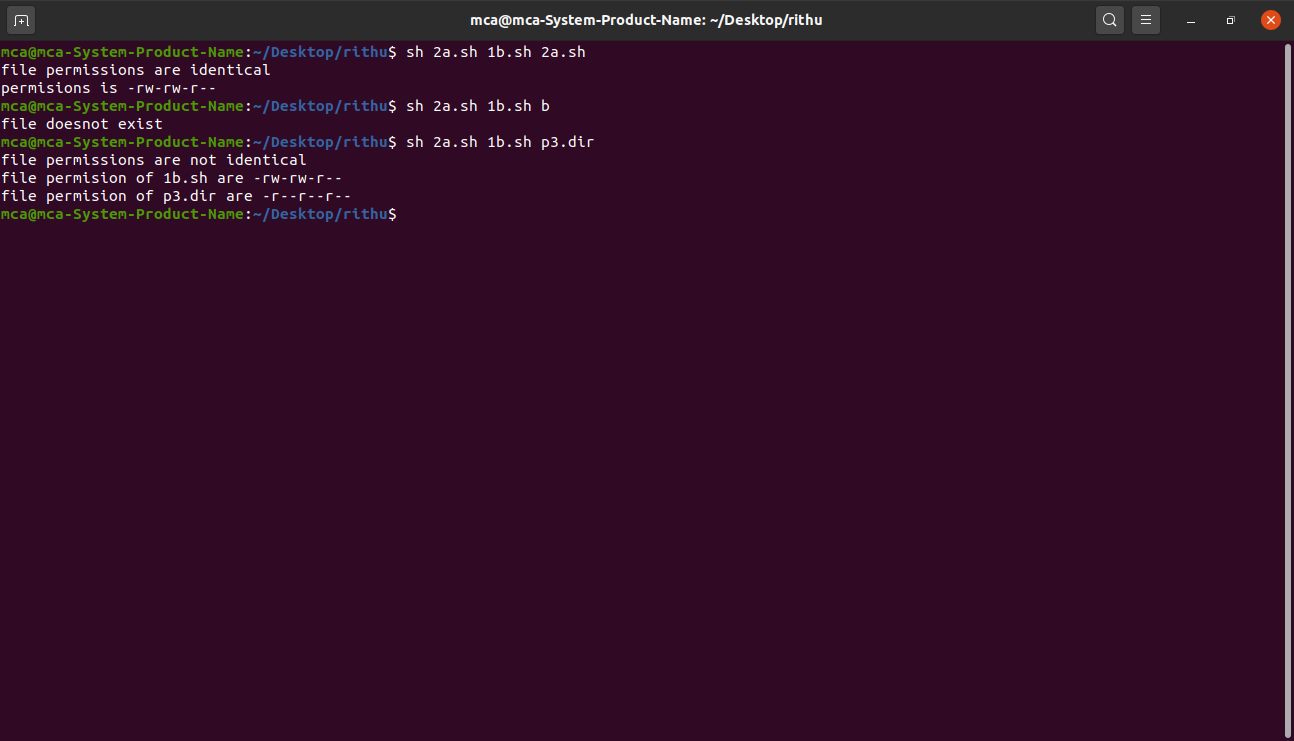 mca@mca-System-Product-Name: ~/Desktop/rithu
mca@mca-System-Product-Name:~/Desktop/rithu$ sh 2a.sh 1b.sh 2a.sh
file permissions are identical
permisions is -rw-rw-r--
mca@mca-System-Product-Name:~/Desktop/rithu$ sh 2a.sh 1b.sh b
file doesnot exist
mca@mca-System-Product-Name:~/Desktop/rithu$ sh 2a.sh 1b.sh p3.dir
file permissions are not identical
file permision of 1b.sh are -rw-rw-r--
file permision of p3.dir are -r--r--r--
mca@mca-System-Product-Name:~/Desktop/rithu$